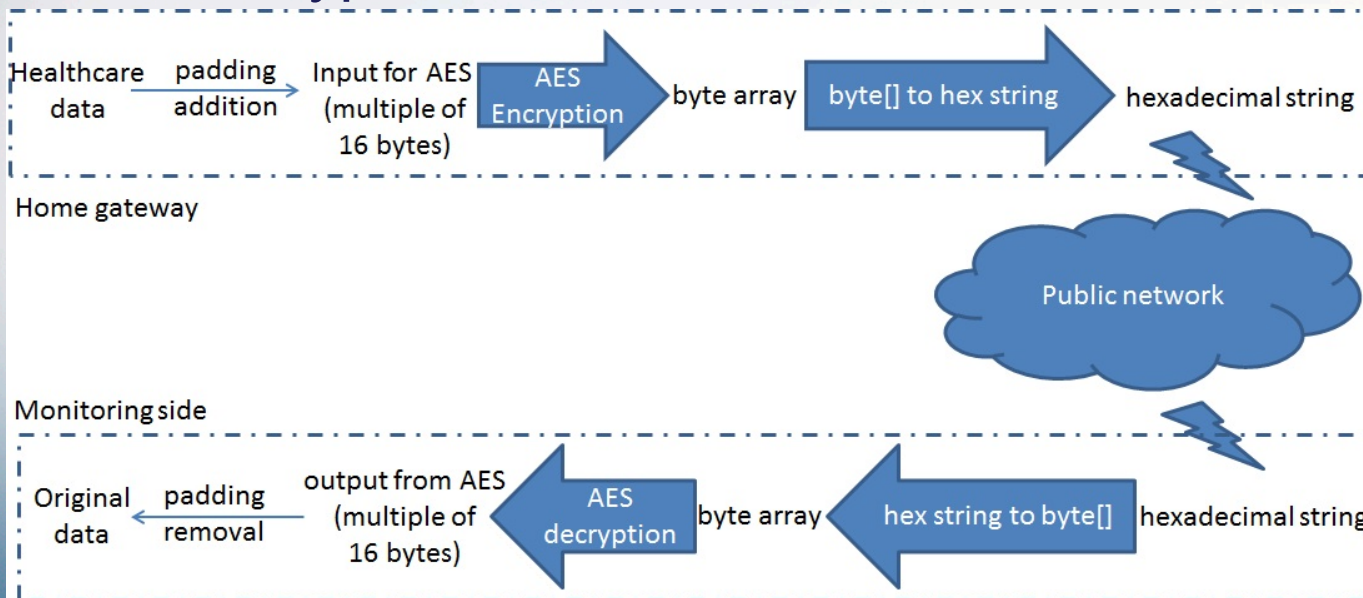 Healthcare
data
padding
addition
Input for AES
(multiple of
16 bytes)
AES
Encryption
byte array
byte[] to hex string
hexadecimal string
Home gateway
Public network
Monitoring side
Original
data
padding
removal
output from AES
(multiple of
16 bytes)
AES
decryption
byte array
hex string to byte[]
hexadecimal string